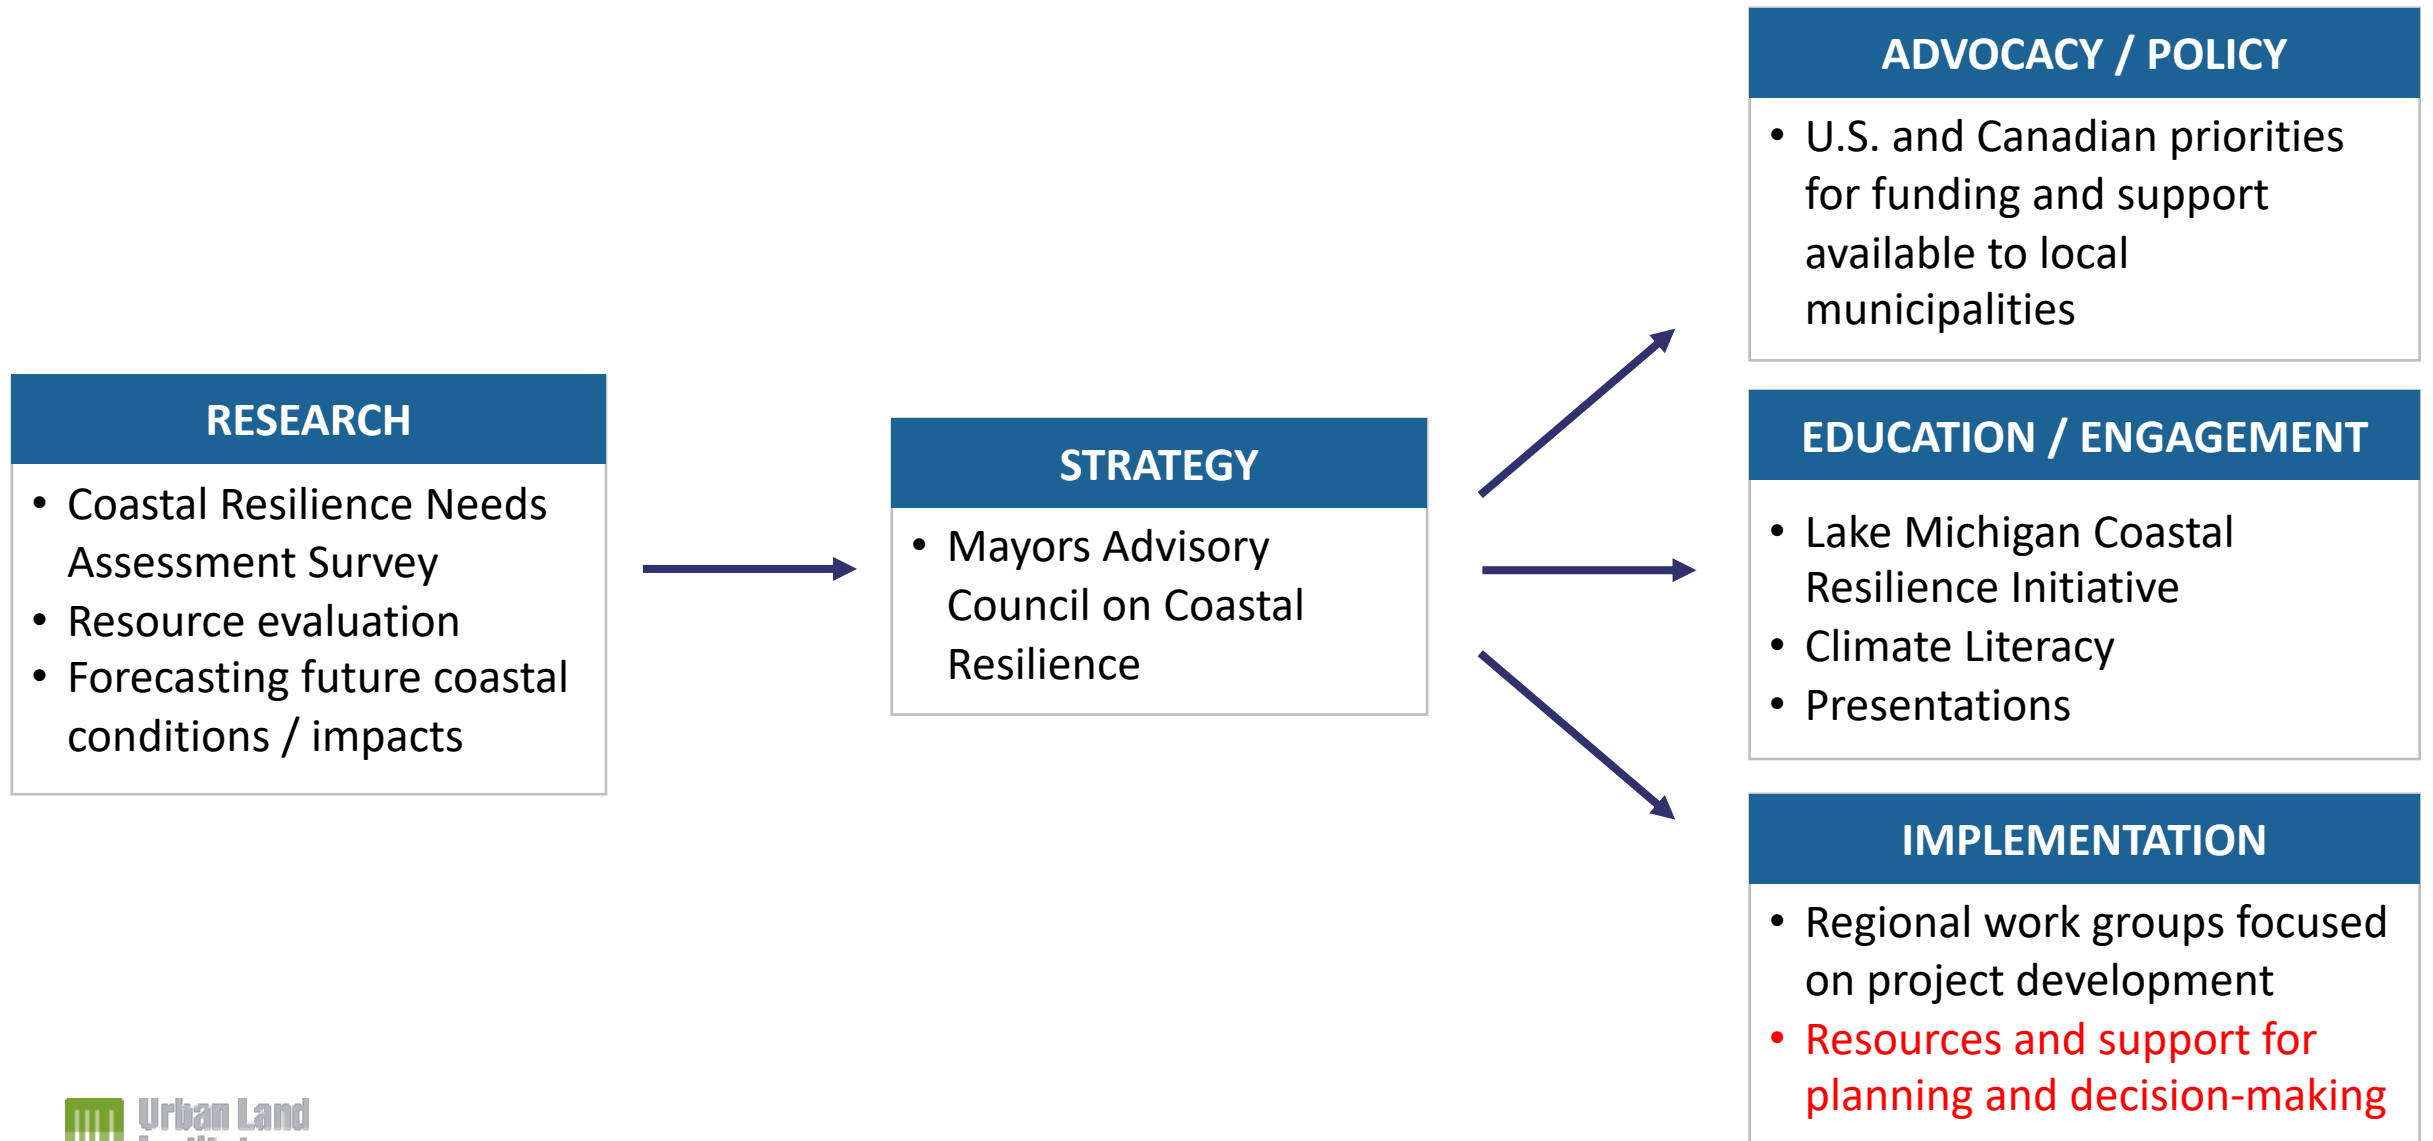 RESEARCH
• Coastal Resilience Needs
Assessment Survey
• Resource evaluation
• Forecasting future coastal
conditions / impacts
STRATEGY
• Mayors Advisory
Council on Coastal
Resilience
ADVOCACY / POLICY
• U.S. and Canadian priorities
for funding and support
available to local
municipalities
EDUCATION / ENGAGEMENT
• Lake Michigan Coastal
Resilience Initiative
• Climate Literacy
• Presentations
IMPLEMENTATION
• Regional work groups focused
on project development
• Resources and support for
planning and decision-making
Urban Land